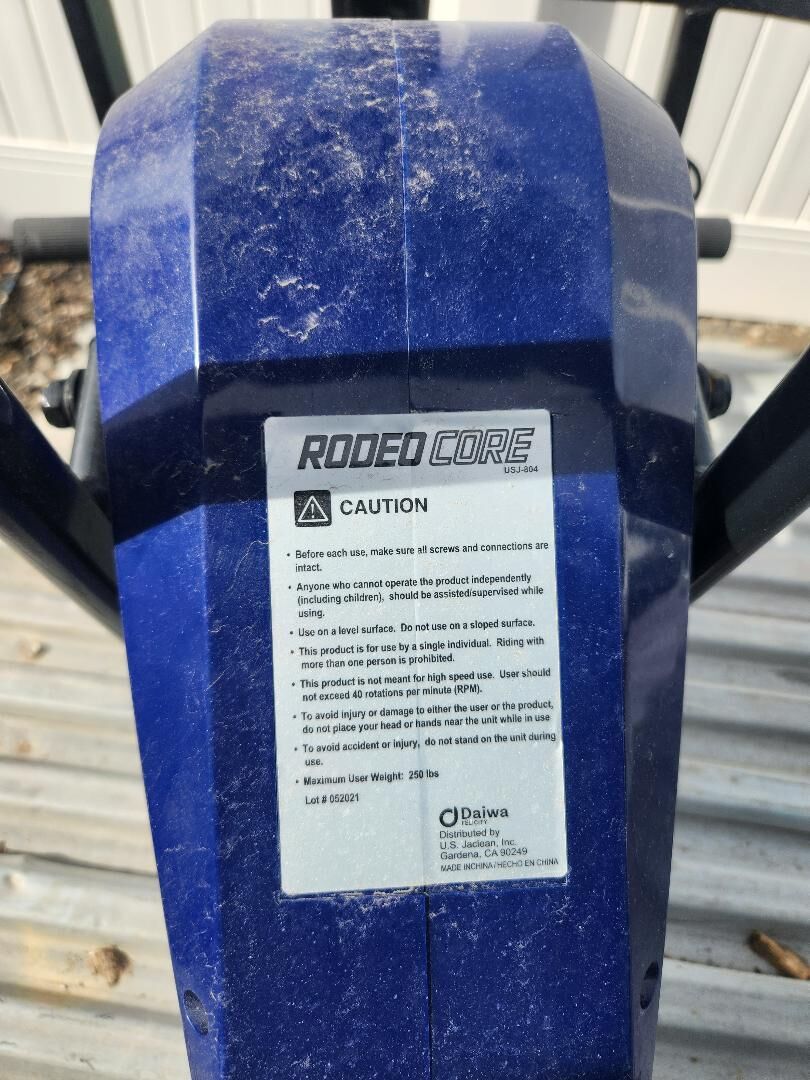 RODEO CORE
USJ-804
CAUTION
• Before each use, make sure all screws and connections are
intact.
• Anyone who cannot operate the product independently
(including children), should be assisted/supervised while
using.
• Use on a level surface. Do not use on a sloped surface.
• This product is for use by a single individual. Riding with
more than one person is prohibited.
• This product is not meant for high speed use. User should
not exceed 40 rotations per minute (RPM).
• To avoid injury or damage to either the user or the product,
do not place your head or hands near the unit while in use
• To avoid accident or injury, do not stand on the unit during
use.
• Maximum User Weight: 250 lbs
Lot # 052021
Daiwa
FELICITY
Distributed by
U.S. Jaclean, Inc.
Gardena, CA 90249
MADE INCHINA / HECHO EN CHINA